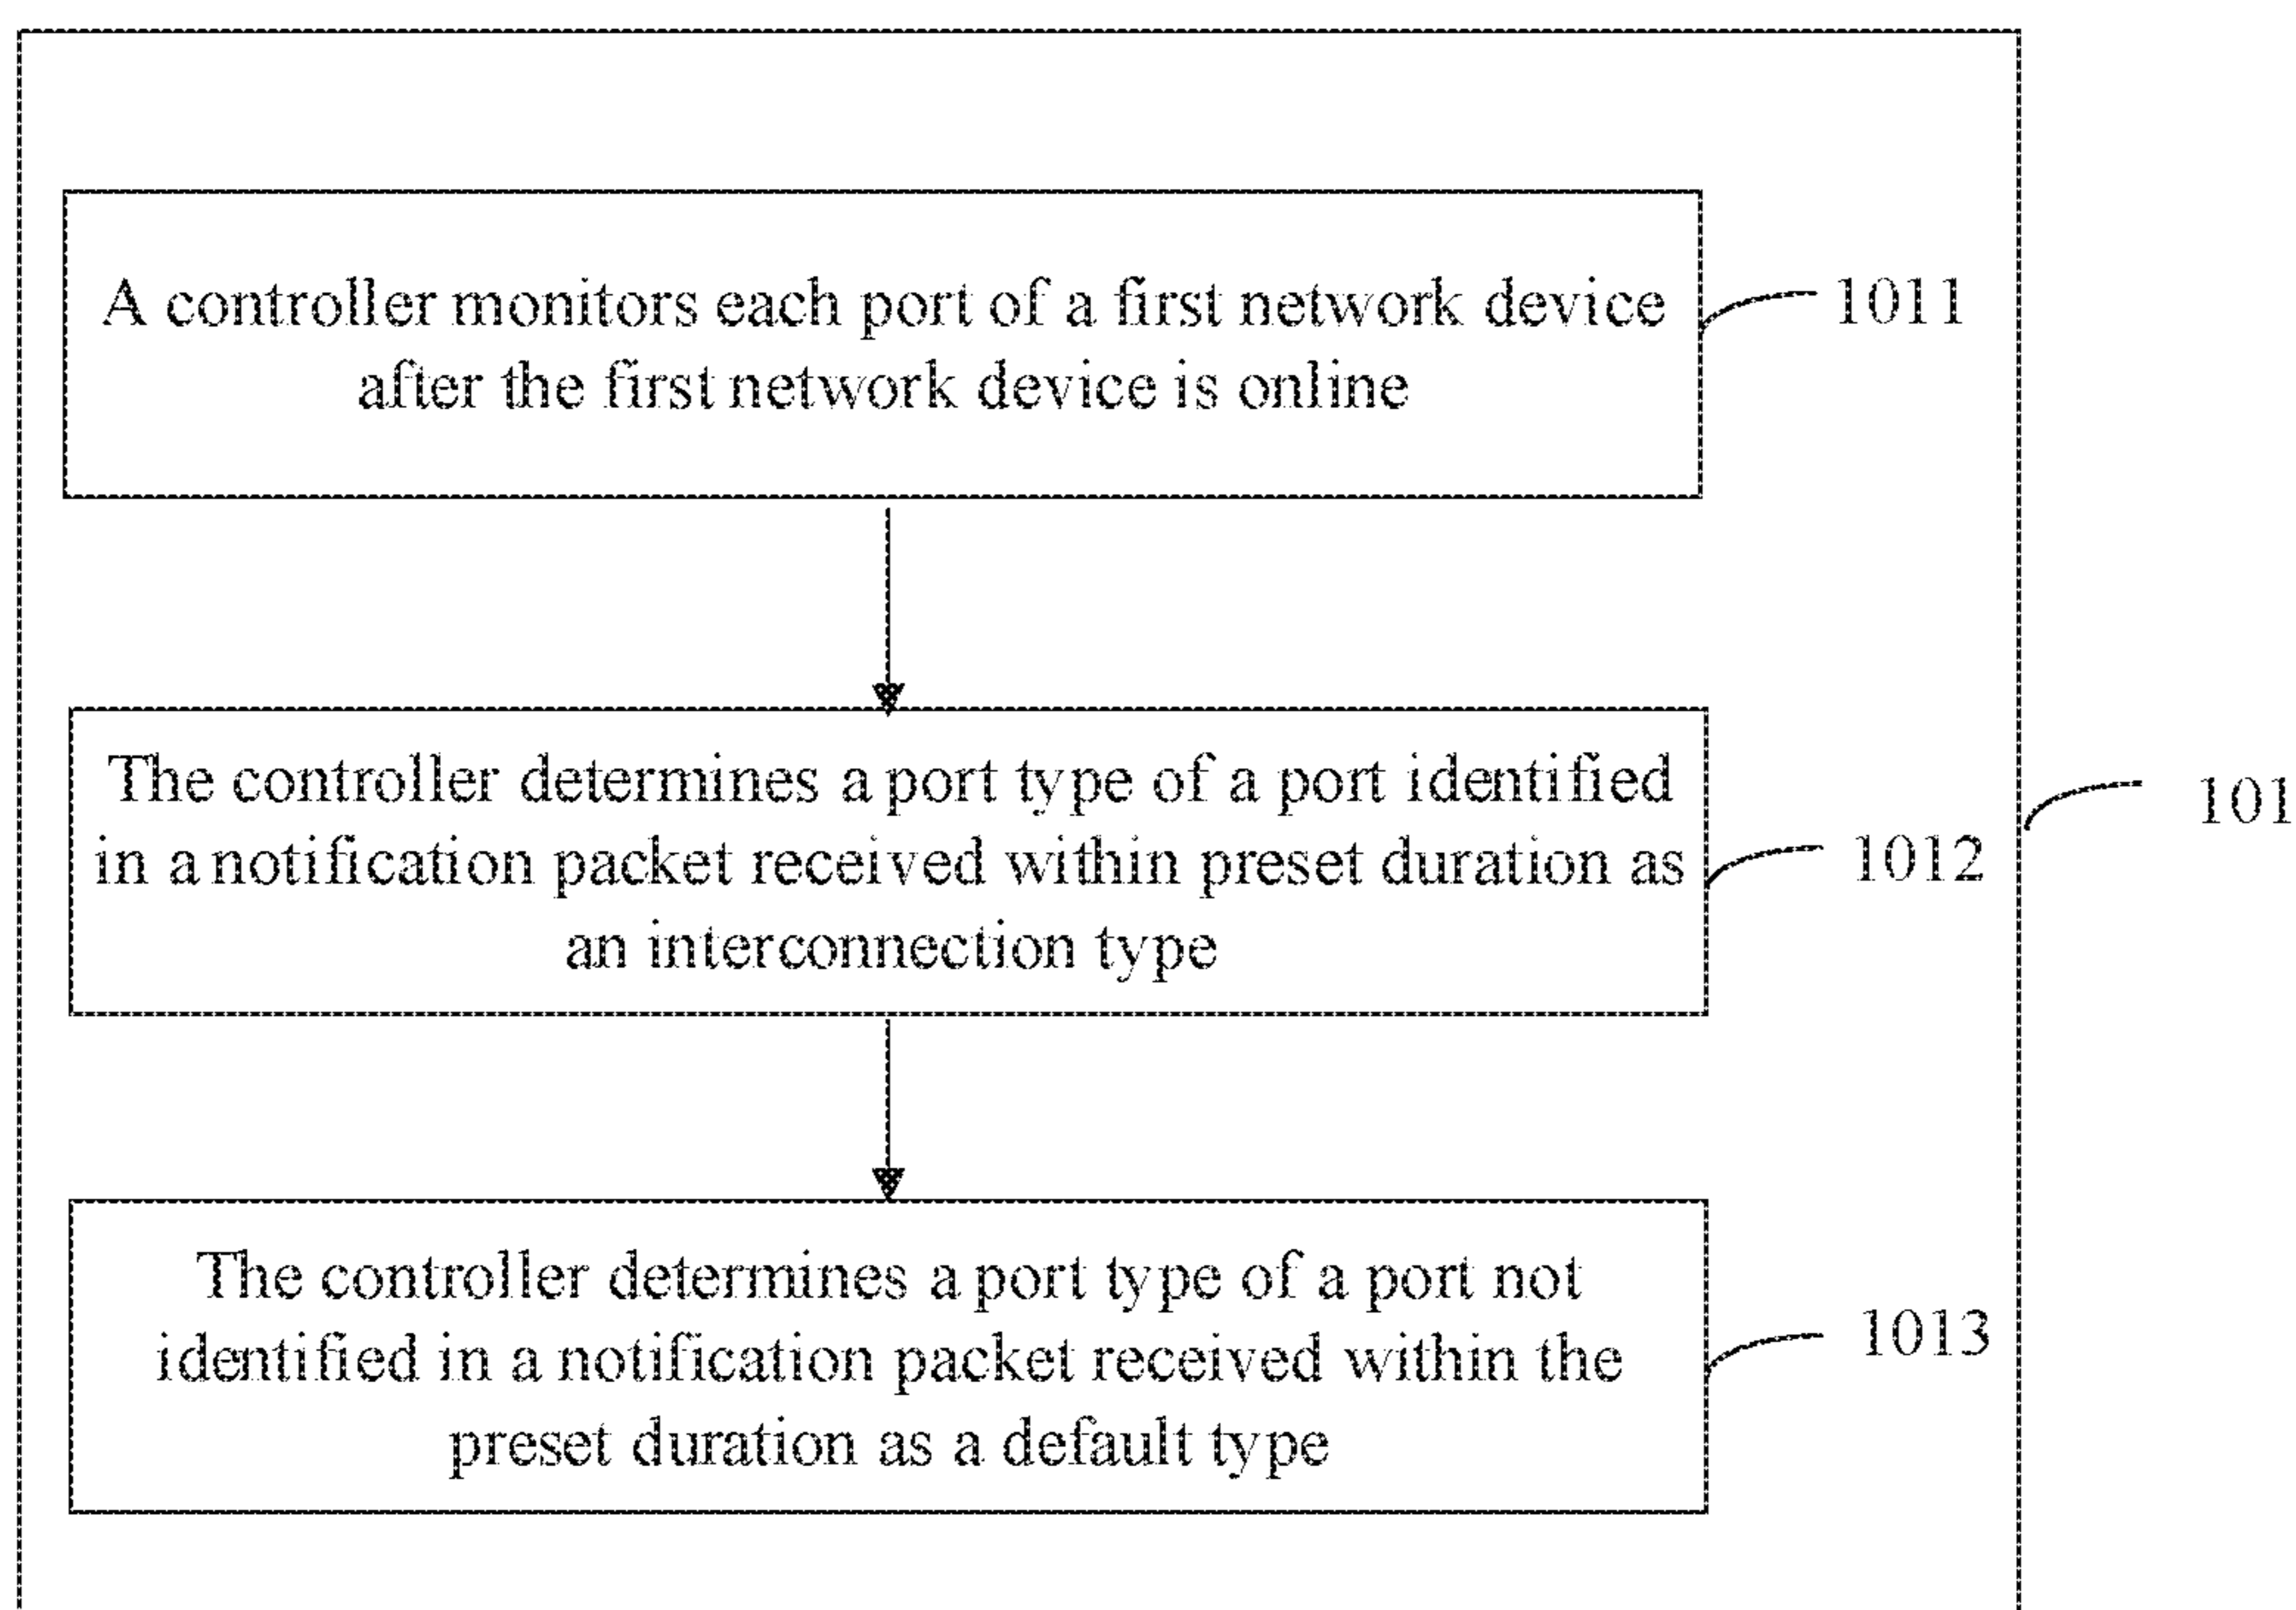 A controller monitors each port of a first network device
after the first network device is online
1011
The controller determines a port type of a port identified
in a notification packet received within preset duration as
an interconnection type
1012
101
The controller determines a port type of a port not
identified in a notification packet received within the
preset duration as a default type
1013